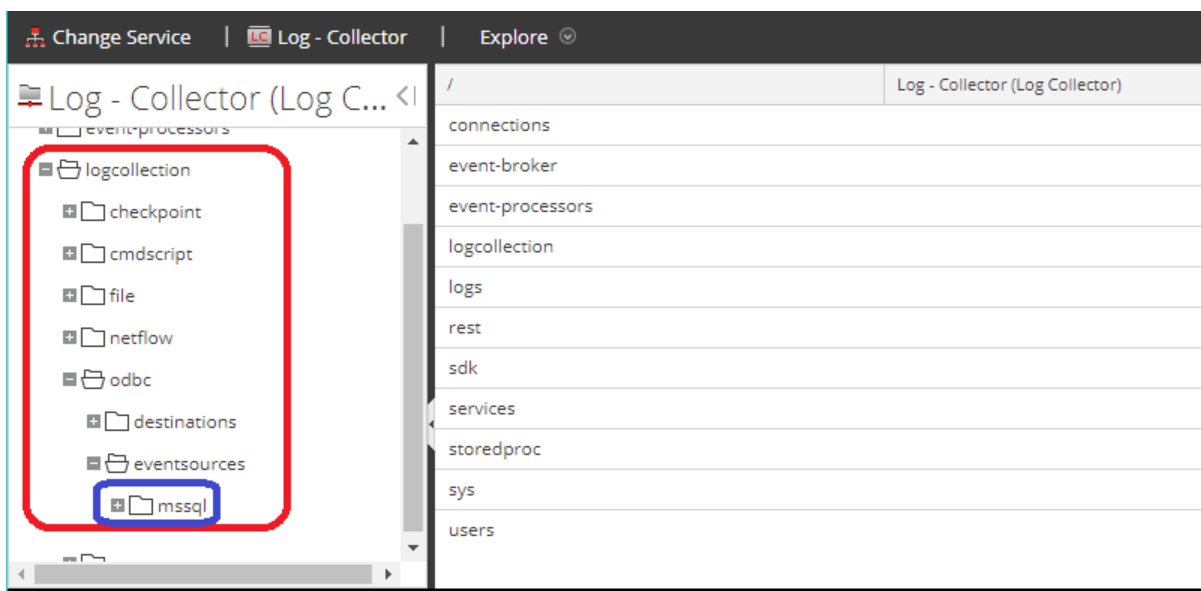 Change Service | LC Log - Collector | Explore
Log - Collector (Log C...
event-processors
logcollection
checkpoint
cmdscript
file
netflow
odbc
destinations
eventsources
mssql
/ Log - Collector (Log Collector)
connections
event-broker
event-processors
logcollection
logs
rest
sdk
services
storedproc
sys
users